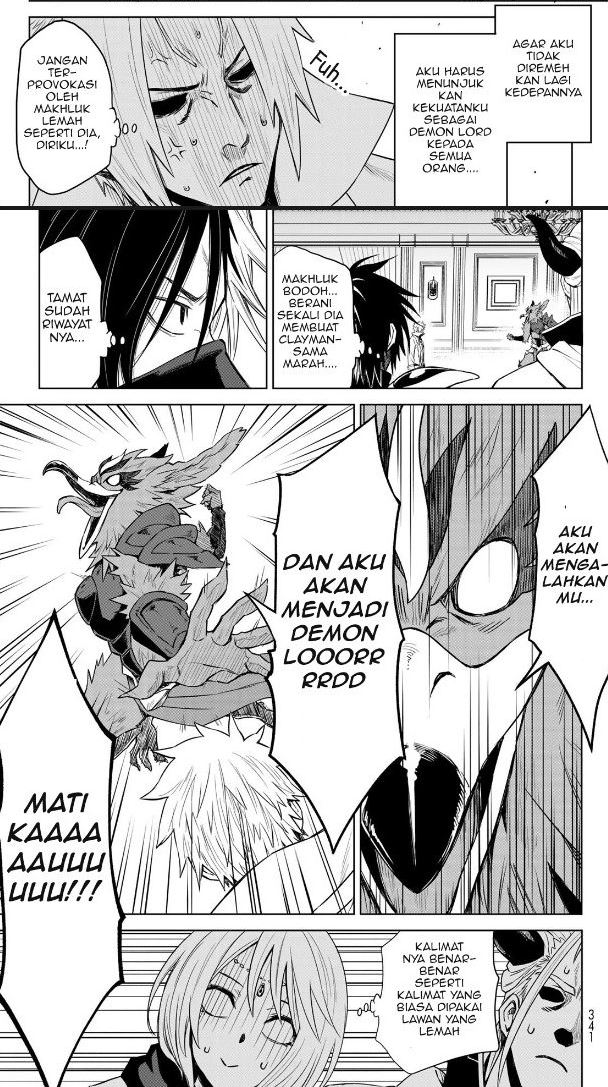 AGAR AKU
TIDAK
DIREMEH
KAN LAGI
KEDEPANNYA
AKU HARUS
MENUNJUK
KAN
KEKUATANKU
SEBAGAI
DEMON LORD
KEPADA
SEMUA
ORANG....
Fuh...
JANGAN
TER-
PROVOKASI
OLEH
MAKHLUK
LEMAH
SEPERTI DIA,
DIRIKU...!
MAKHLUK
BODOH...
BERANI
SEKALI DIA
MEMBUAT
CLAYMAN-
SAMA
MARAH....
TAMAT
SUDAH
RIWAYAT
NYA...
AKU
AKAN
MENGA-
LAHKAN
MU...
DAN AKU
AKAN
MENJADI
DEMON
LOOORR
RRDD
MATI
KAAAA
AAUUU
UUU!!!
KALIMAT
NYA BENAR-
BENAR
SEPERTI
KALIMAT YANG
BIASA DIPAKAI
LAWAN YANG
LEMAH
341